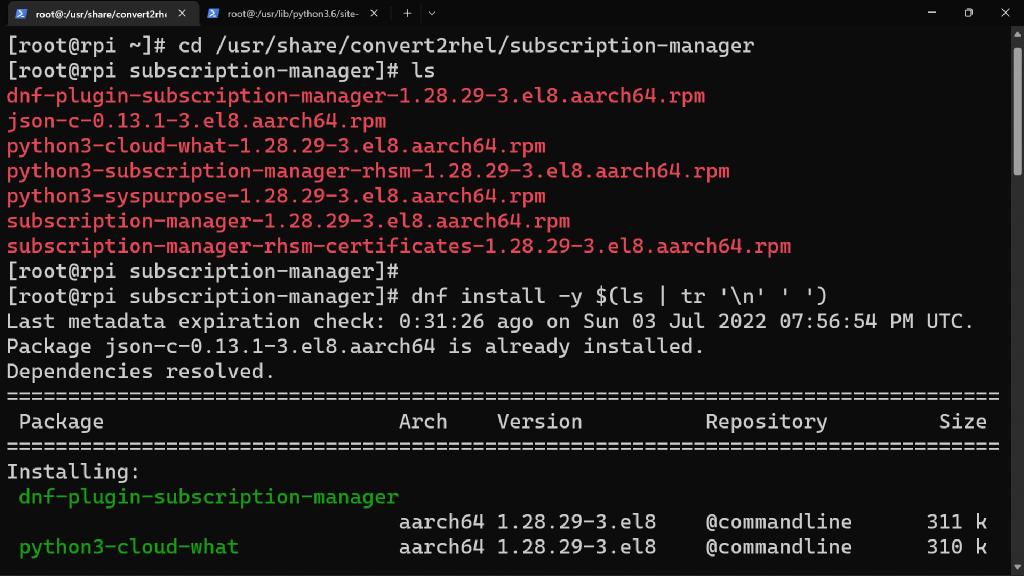 root@:/usr/share/convert2rhe
root@:/usr/lib/python3.6/site-
[root@rpi ~]# cd /usr/share/convert2rhel/subscription-manager
[root@rpi subscription-manager]# ls
dnf-plugin-subscription-manager-1.28.29-3.el8.aarch64.rpm
json-c-0.13.1-3.el8.aarch64.rpm
python3-cloud-what-1.28.29-3.el8.aarch64.rpm
python3-subscription-manager-rhsm-1.28.29-3.el8.aarch64.rpm
python3-syspurpose-1.28.29-3.el8.aarch64.rpm
subscription-manager-1.28.29-3.el8.aarch64.rpm
subscription-manager-rhsm-certificates-1.28.29-3.el8.aarch64.rpm
[root@rpi subscription-manager]#
[root@rpi subscription-manager]# dnf install -y $(ls | tr '\n' ' ')
Last metadata expiration check: 0:31:26 ago on Sun 03 Jul 2022 07:56:54 PM UTC.
Package json-c-0.13.1-3.el8.aarch64 is already installed.
Dependencies resolved.
================================================================================
Package Arch Version Repository Size
================================================================================
Installing:
dnf-plugin-subscription-manager
aarch64 1.28.29-3.el8 @commandline 311 k
python3-cloud-what aarch64 1.28.29-3.el8 @commandline 310 k